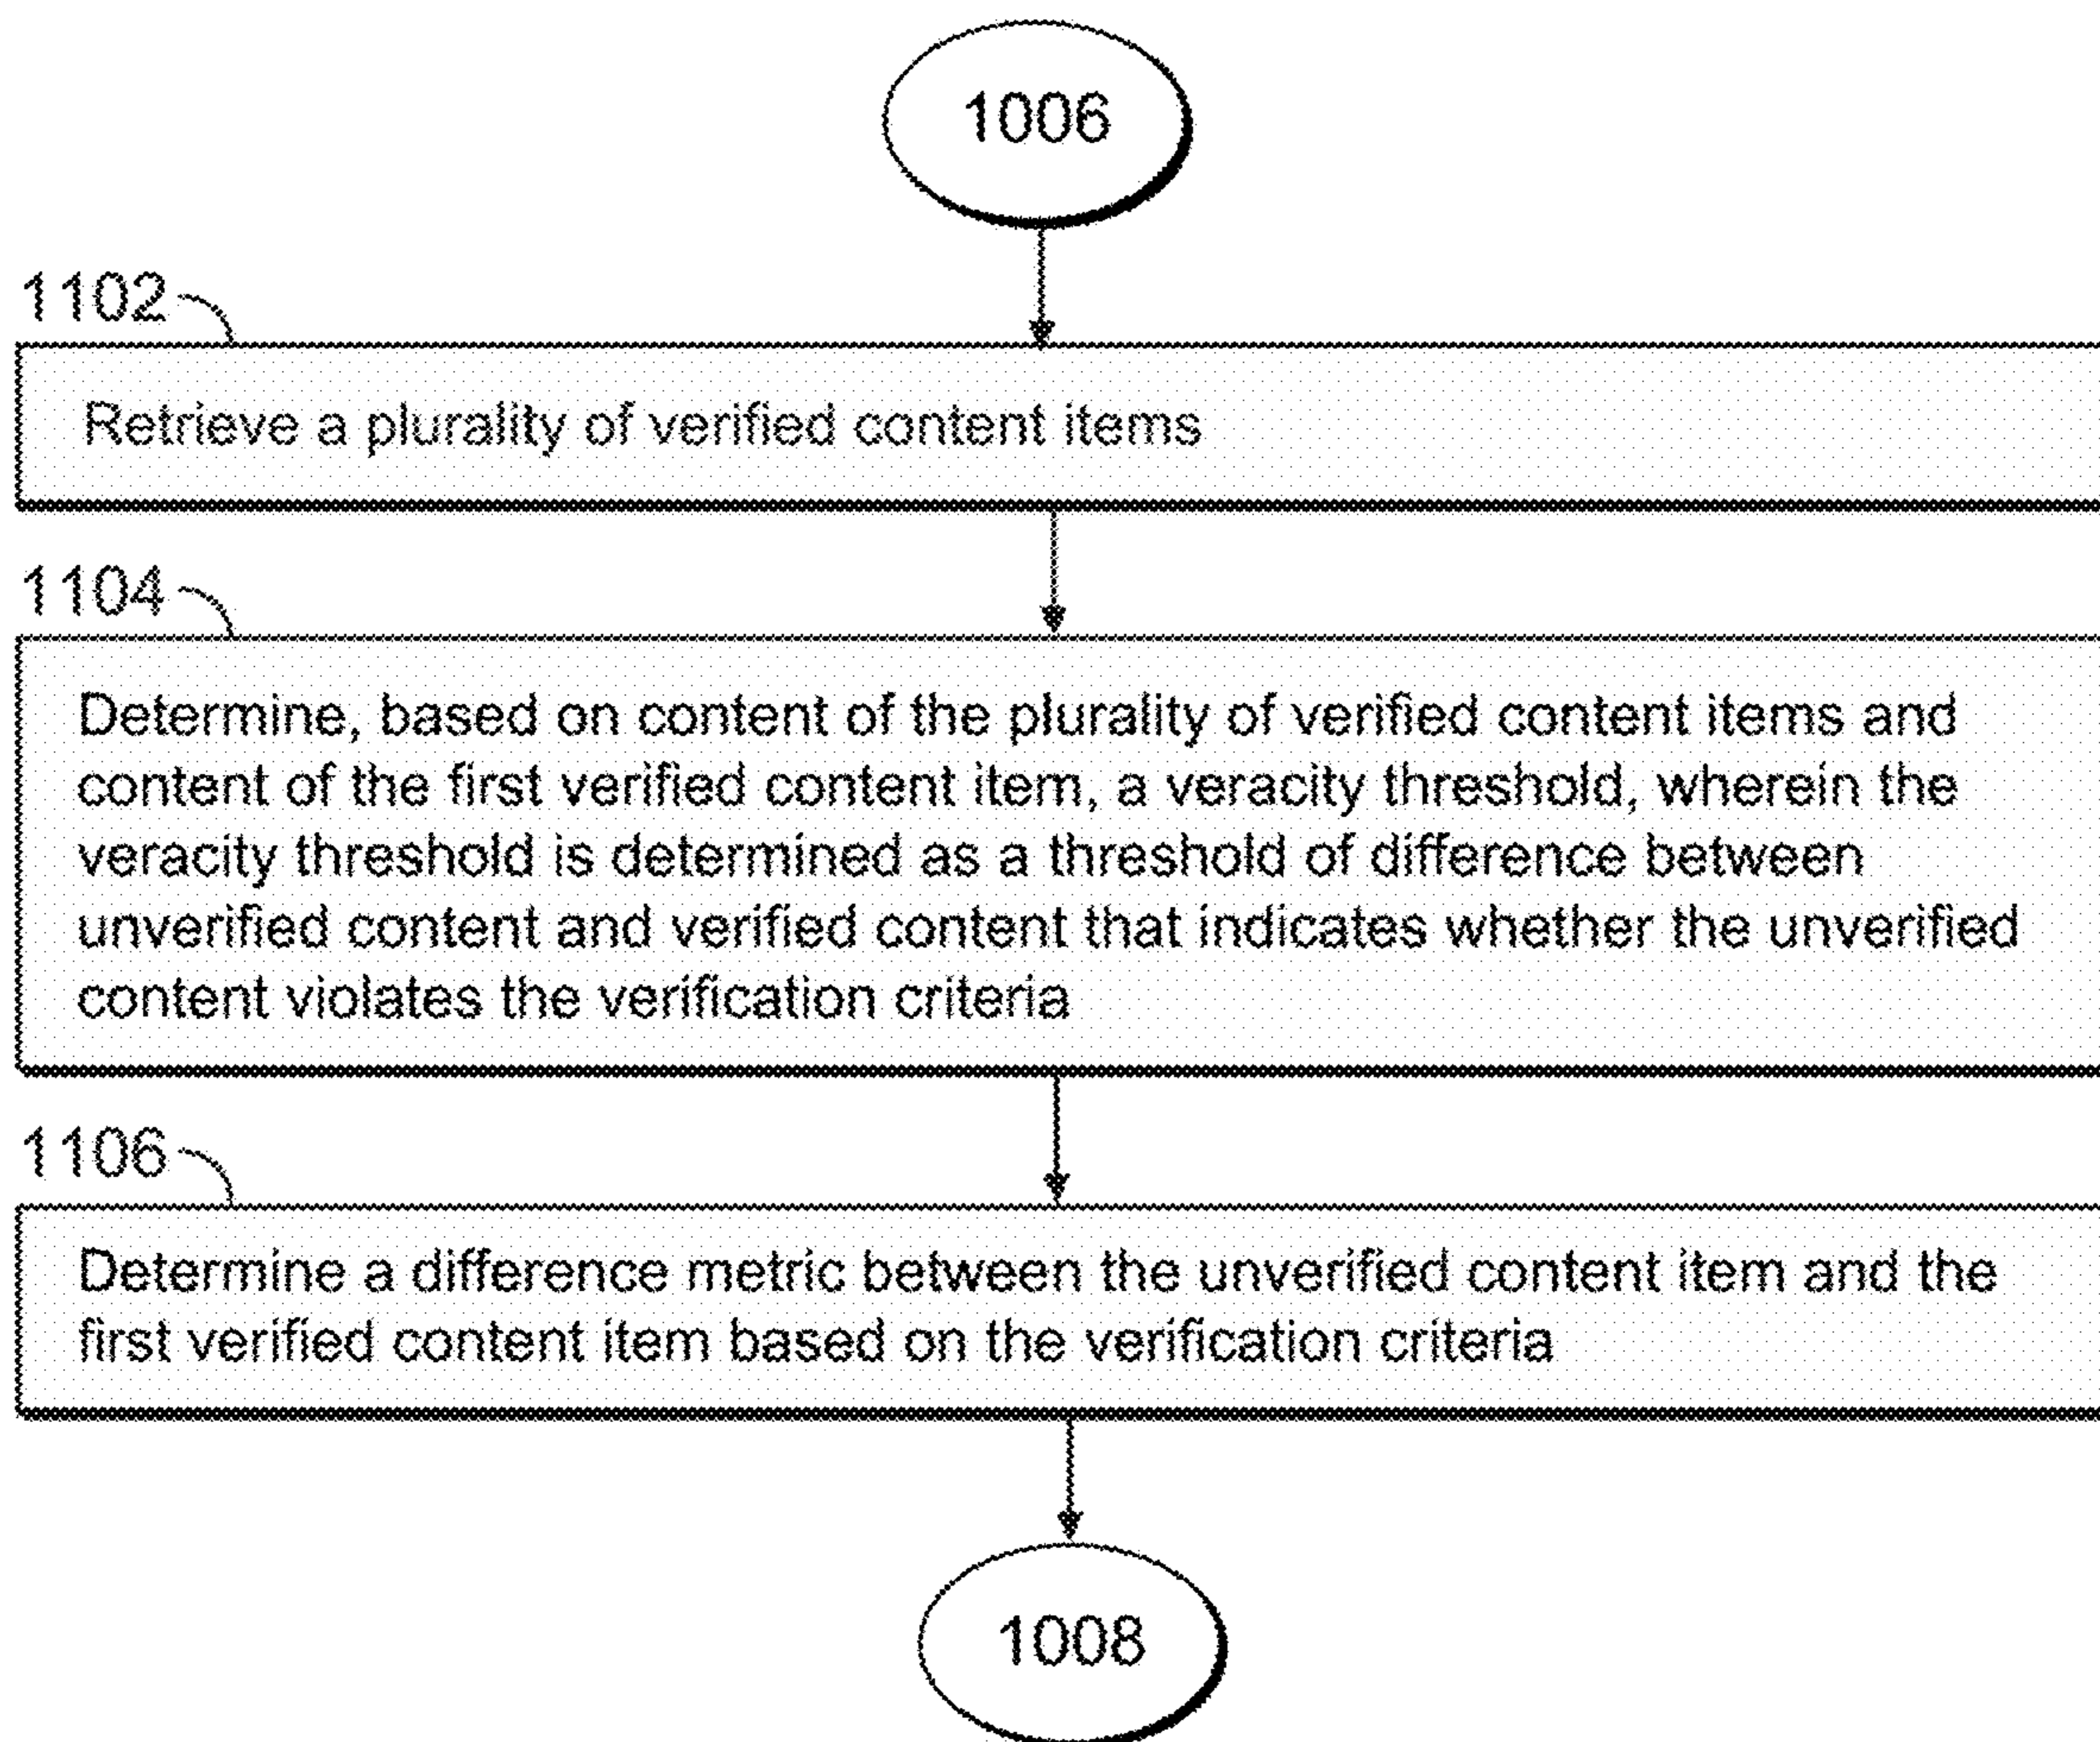 1006
1102
Retrieve a plurality of verified content items
1104
Determine, based on content of the plurality of verified content items and
content of the first verified content item, a veracity threshold, wherein the
veracity threshold is determined as a threshold of difference between
unverified content and verified content that indicates whether the unverified
content violates the verification criteria
1106
Determine a difference metric between the unverified content item and the
first verified content item based on the verification criteria
1008